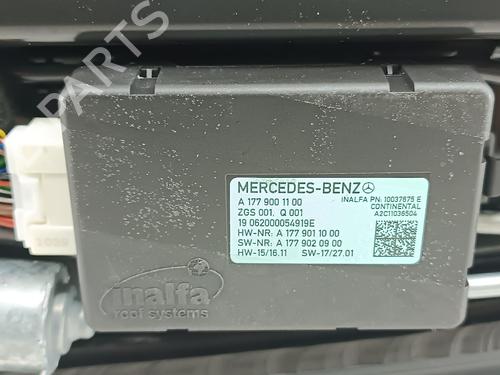 PARTS
MERCEDES-BENZ
A 177 900 11 00
ZGS 001, Q 001
19 062000054919E
HW-NR: A 177 901 10 00
SW-NR: A 177 902 09 00
HW-15/16.11 SW-17/27.01
INALFA PN: 10037675 E
CONTINENTAL
A2C11036504
inalfa
roof systems